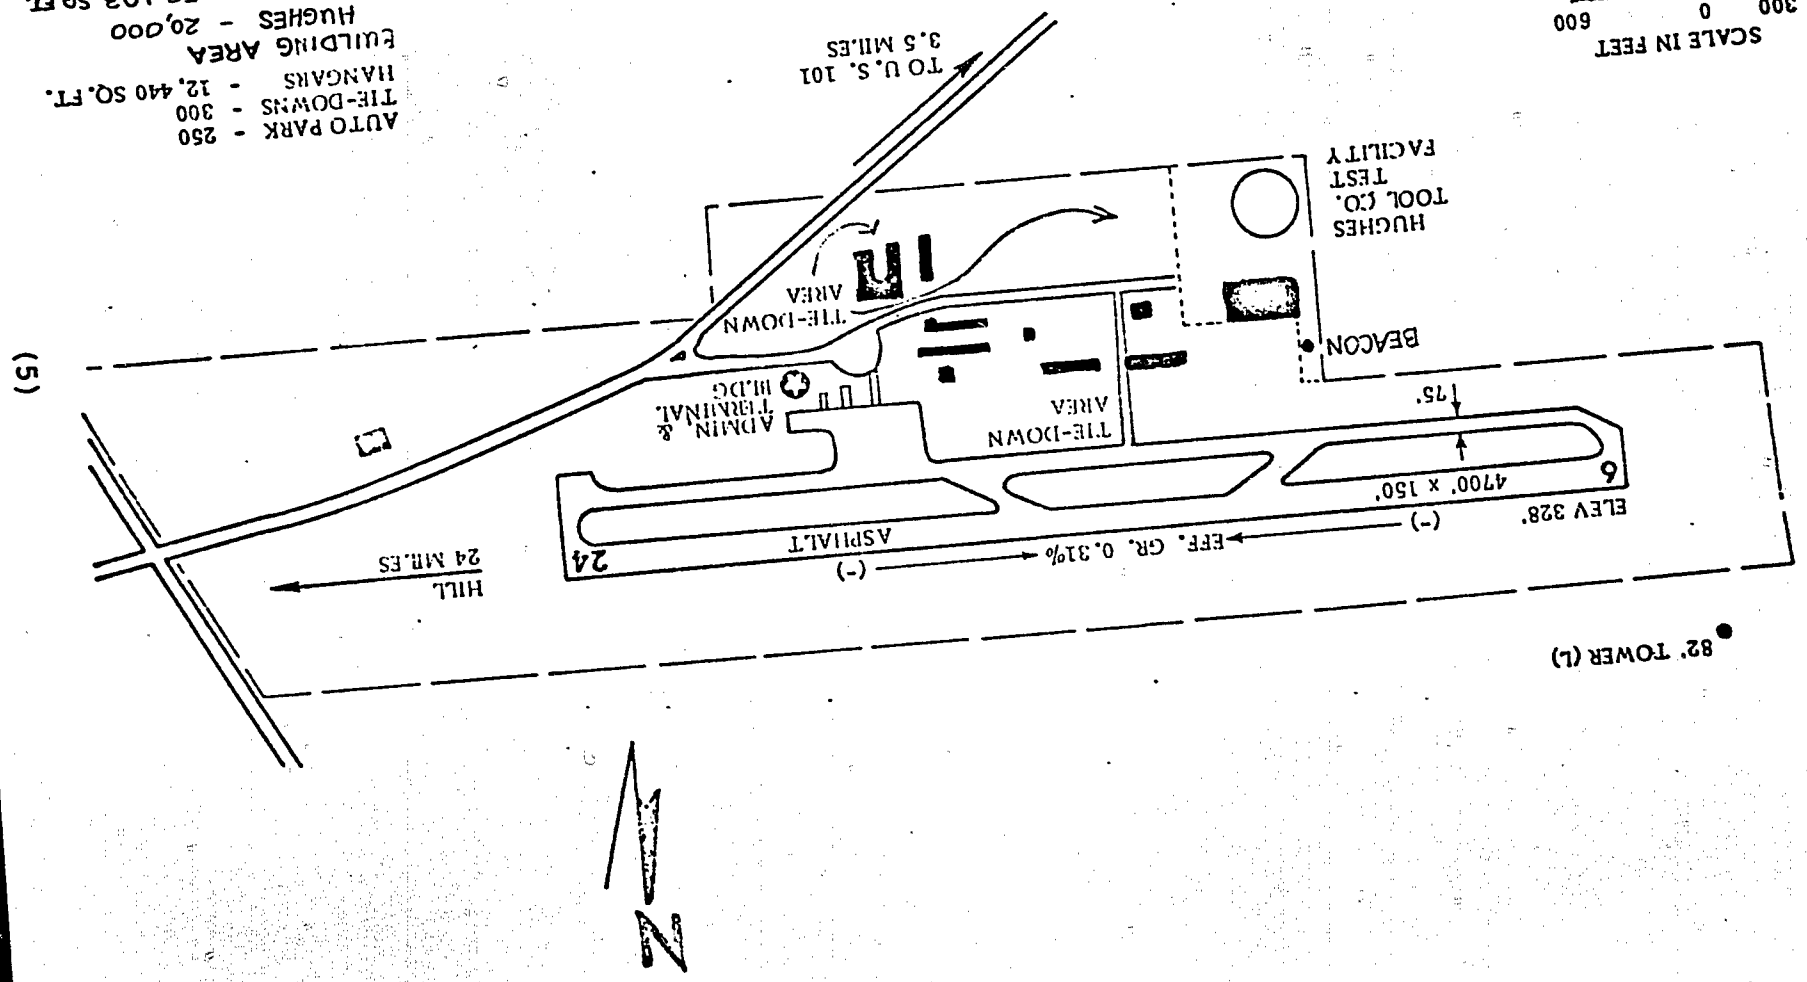 N
82' TOWER (L)
HILL
24 MILES
(-)
EFF. GR. 0.31%
(-)
ELEV 328'
6
24
ASPHALT
4700' x 150'
75'
TIE-DOWN
AREA
ADMIN. &
TERMINAL
BLDG
BEACON
TIE-DOWN
AREA
HUGHES
TOOL CO.
TEST
FACILITY
TO U.S. 101
3.5 MILES
(5)
AUTO PARK - 250
TIE-DOWNS - 300
HANGARS - 12,440 SQ.FT.
BUILDING AREA
HUGHES - 20,000
SQ.FT.
SCALE IN FEET
300 0 600